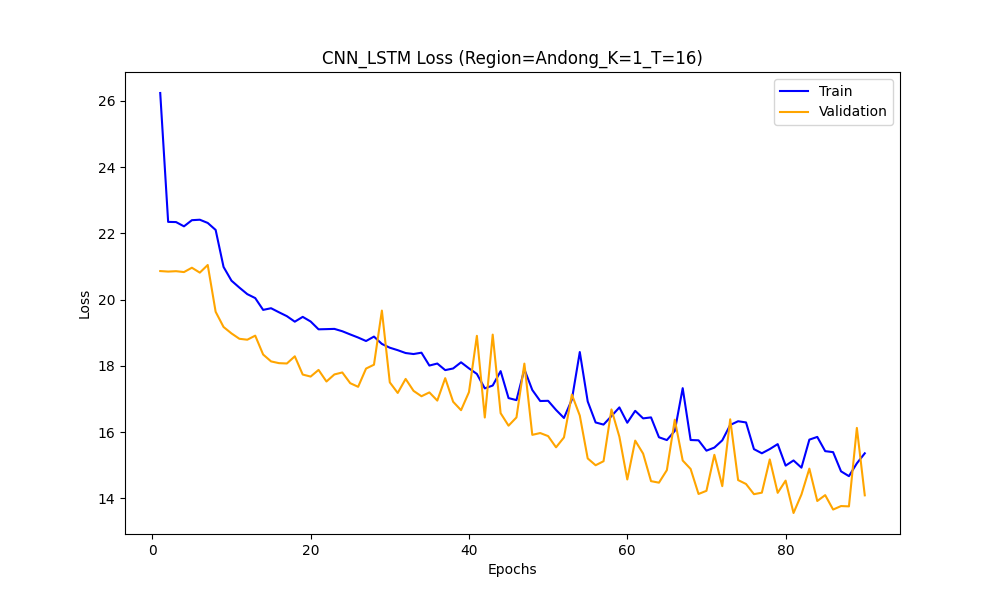 CNN_LSTM Loss (Region=Andong_K=1_T=16)
Train
Validation
26
24
22
20
18
16
14
Loss
0
20
40
60
80
Epochs